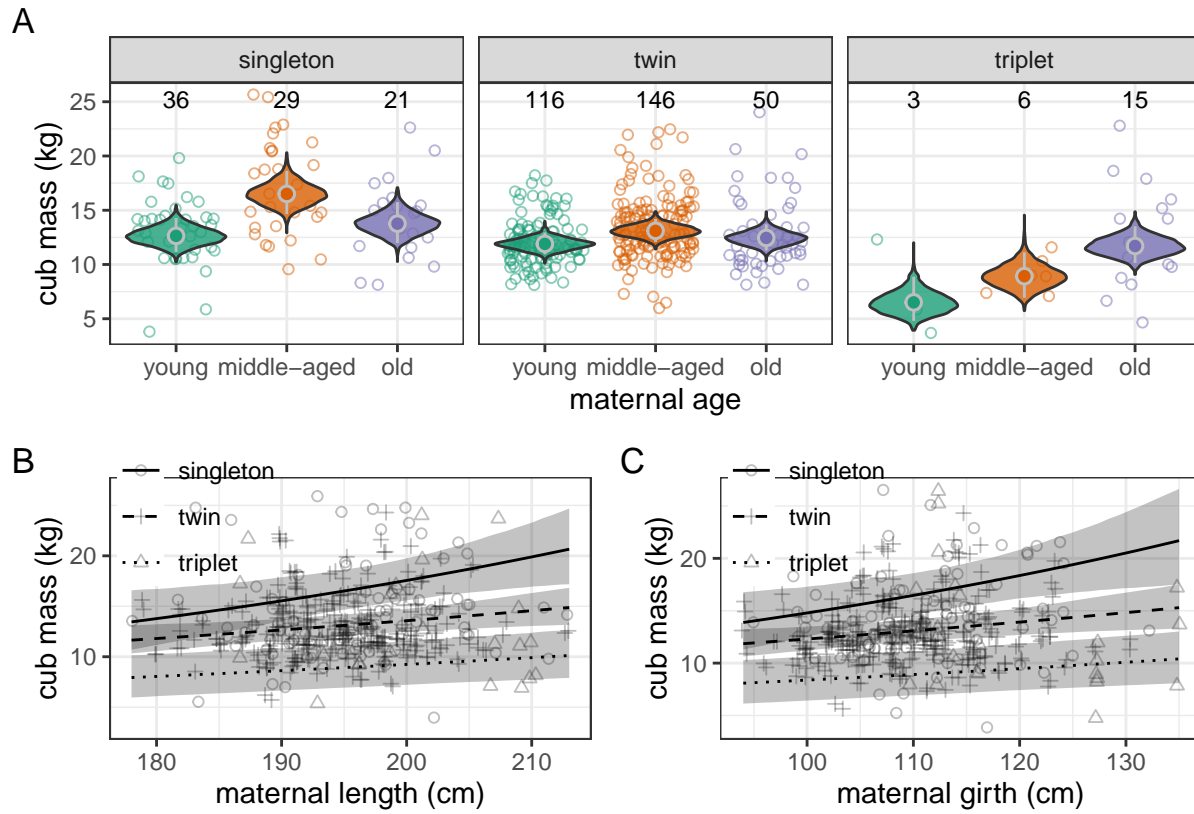 A
singleton twin triplet
36 29 21 116 146 50 3 6 15
25
20
15
10
5
cub mass (kg)
young middle−aged old young middle−aged old young middle−aged old
maternal age
B
singleton
twin
triplet
20
10
cub mass (kg)
180 190 200 210
maternal length (cm)
C
singleton
twin
triplet
20
10
cub mass (kg)
100 110 120 130
maternal girth (cm)